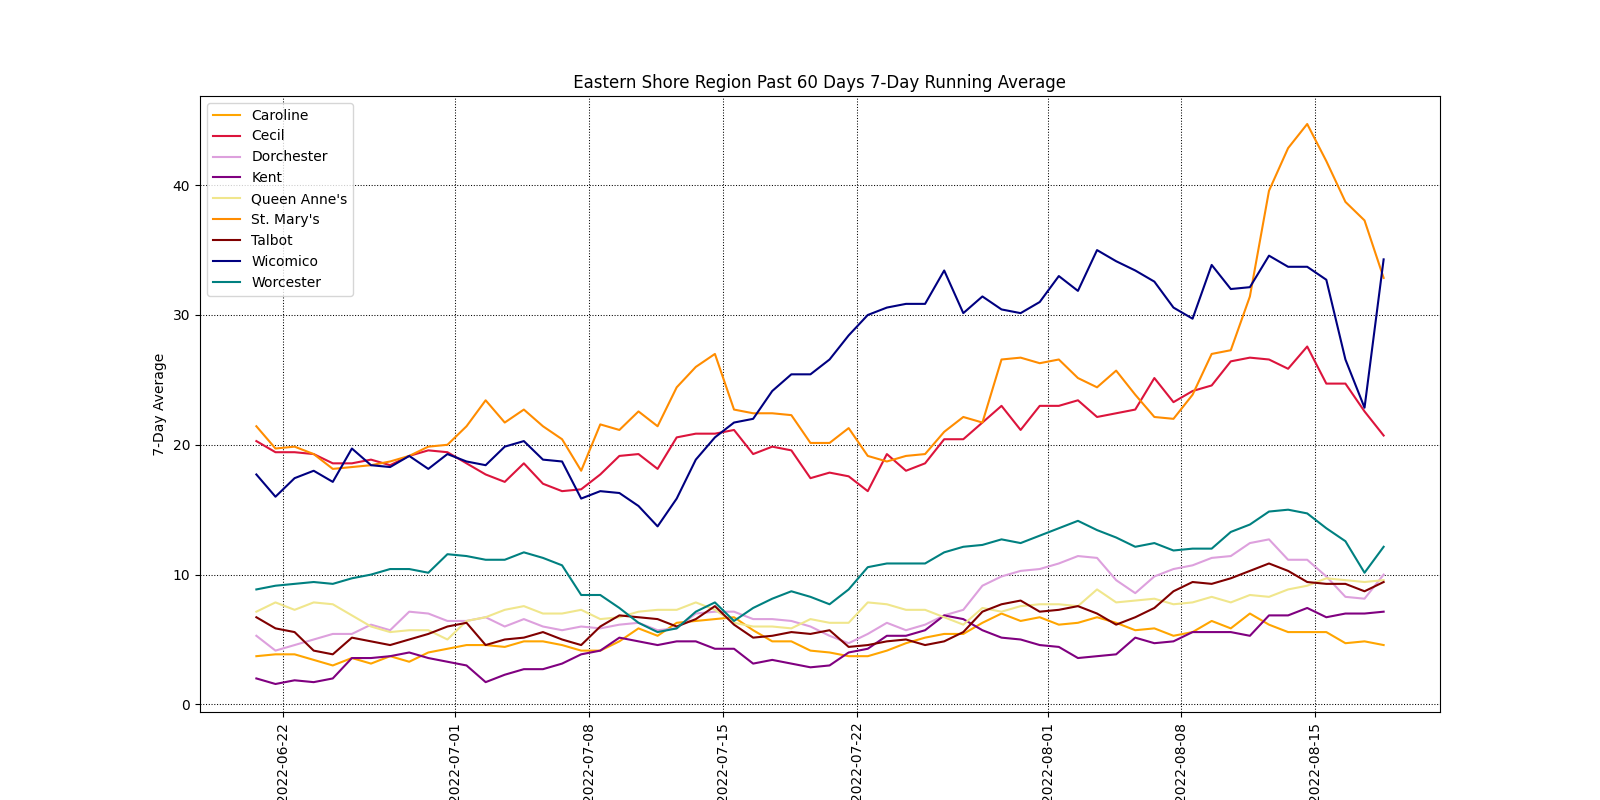 Eastern Shore Region Past 60 Days 7-Day Running Average
Caroline
Cecil
Dorchester
Kent
Queen Anne's
St. Mary's
Talbot
Wicomico
Worcester
7-Day Average
40
30
20
10
0
2022-06-22
2022-07-01
2022-07-08
2022-07-15
2022-07-22
2022-08-01
2022-08-08
2022-08-15